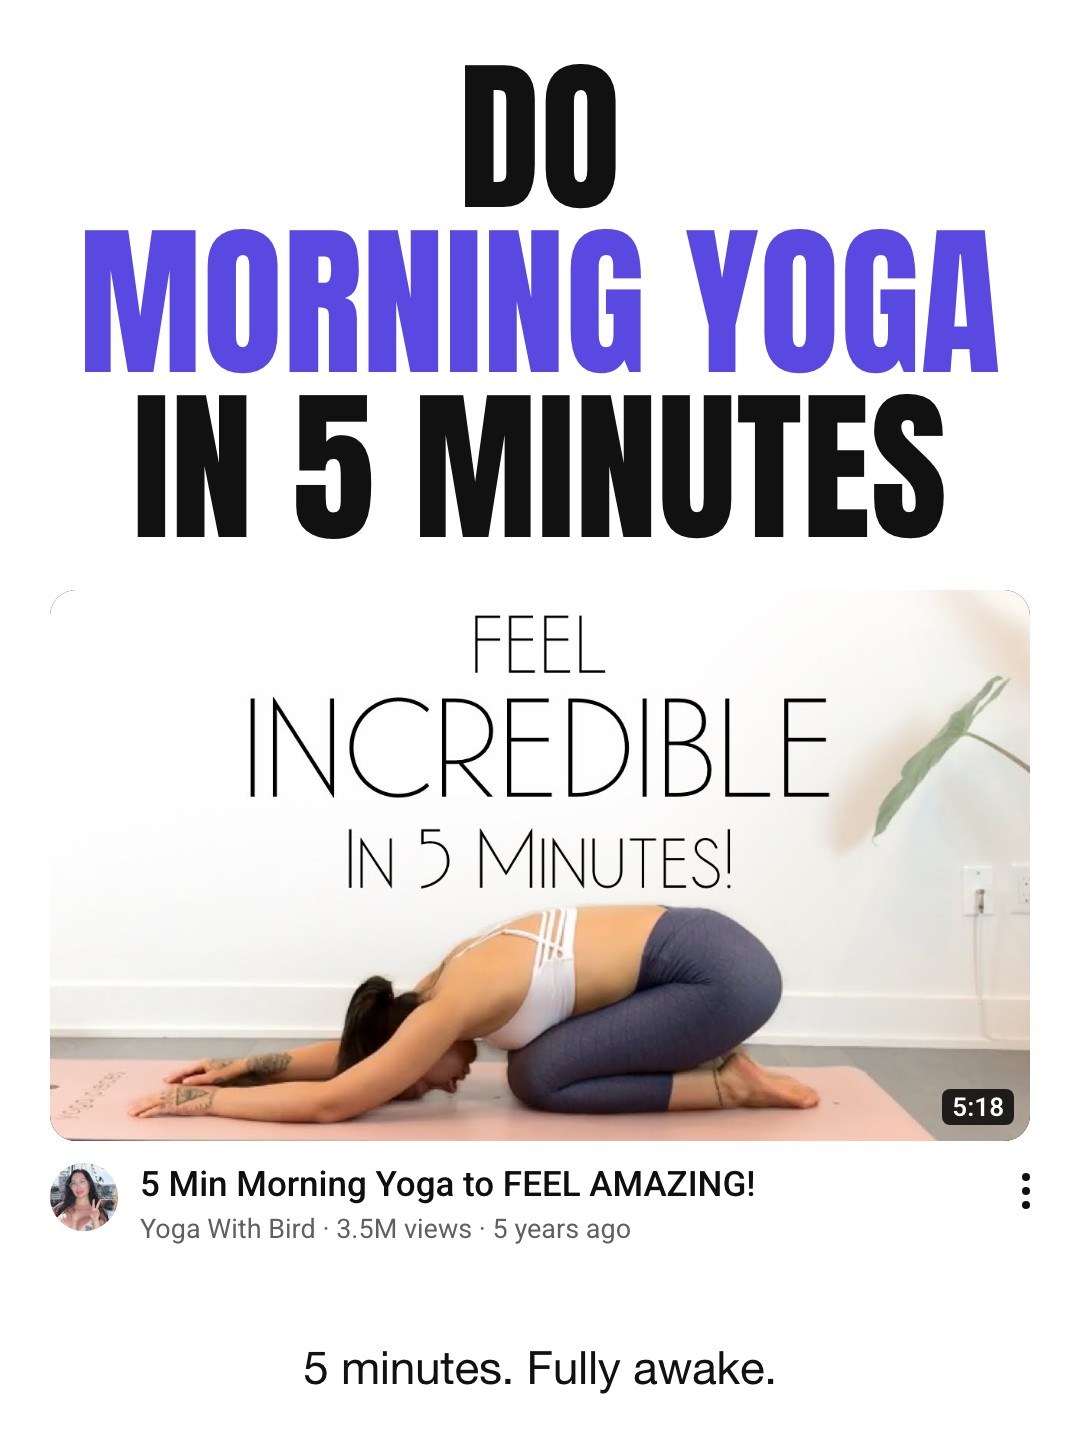 DO
MORNING YOGA
IN 5 MINUTES
FEEL
INCREDIBLE
IN 5 MINUTES!
5:18
5 Min Morning Yoga to FEEL AMAZING!
Yoga With Bird · 3.5M views · 5 years ago
5 minutes. Fully awake.